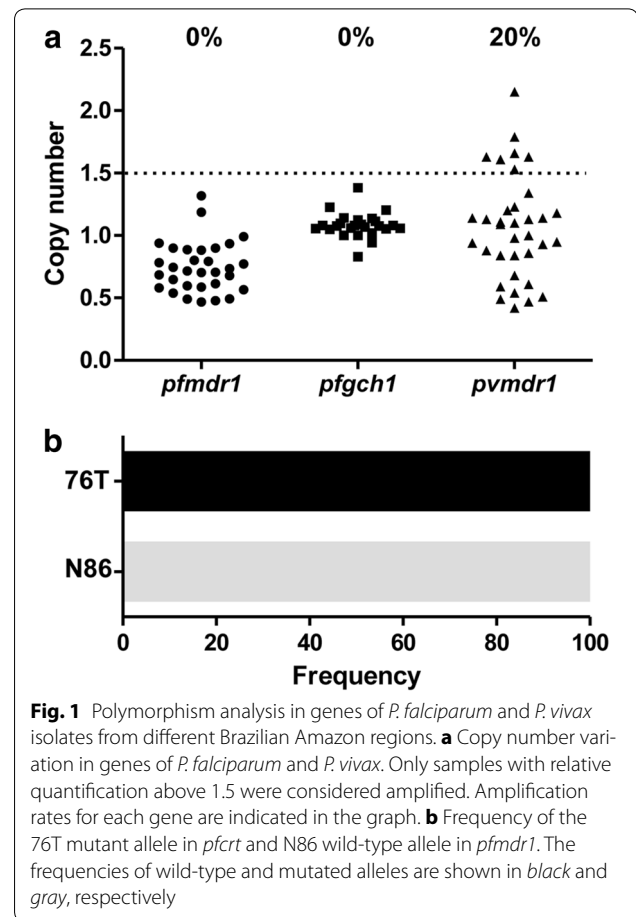 a
0% 0% 20%
Copy number
2.5
2.0
1.5
1.0
0.5
0.0
pfmdr1 pfgch1 pvmdr1
b
76T
N86
0 20 40 60 80 100
Frequency
Fig. 1 Polymorphism analysis in genes of P. falciparum and P. vivax
isolates from different Brazilian Amazon regions. a Copy number vari-
ation in genes of P. falciparum and P. vivax. Only samples with relative
quantification above 1.5 were considered amplified. Amplification
rates for each gene are indicated in the graph. b Frequency of the
76T mutant allele in pfcrt and N86 wild-type allele in pfmdr1. The
frequencies of wild-type and mutated alleles are shown in black and
gray, respectively